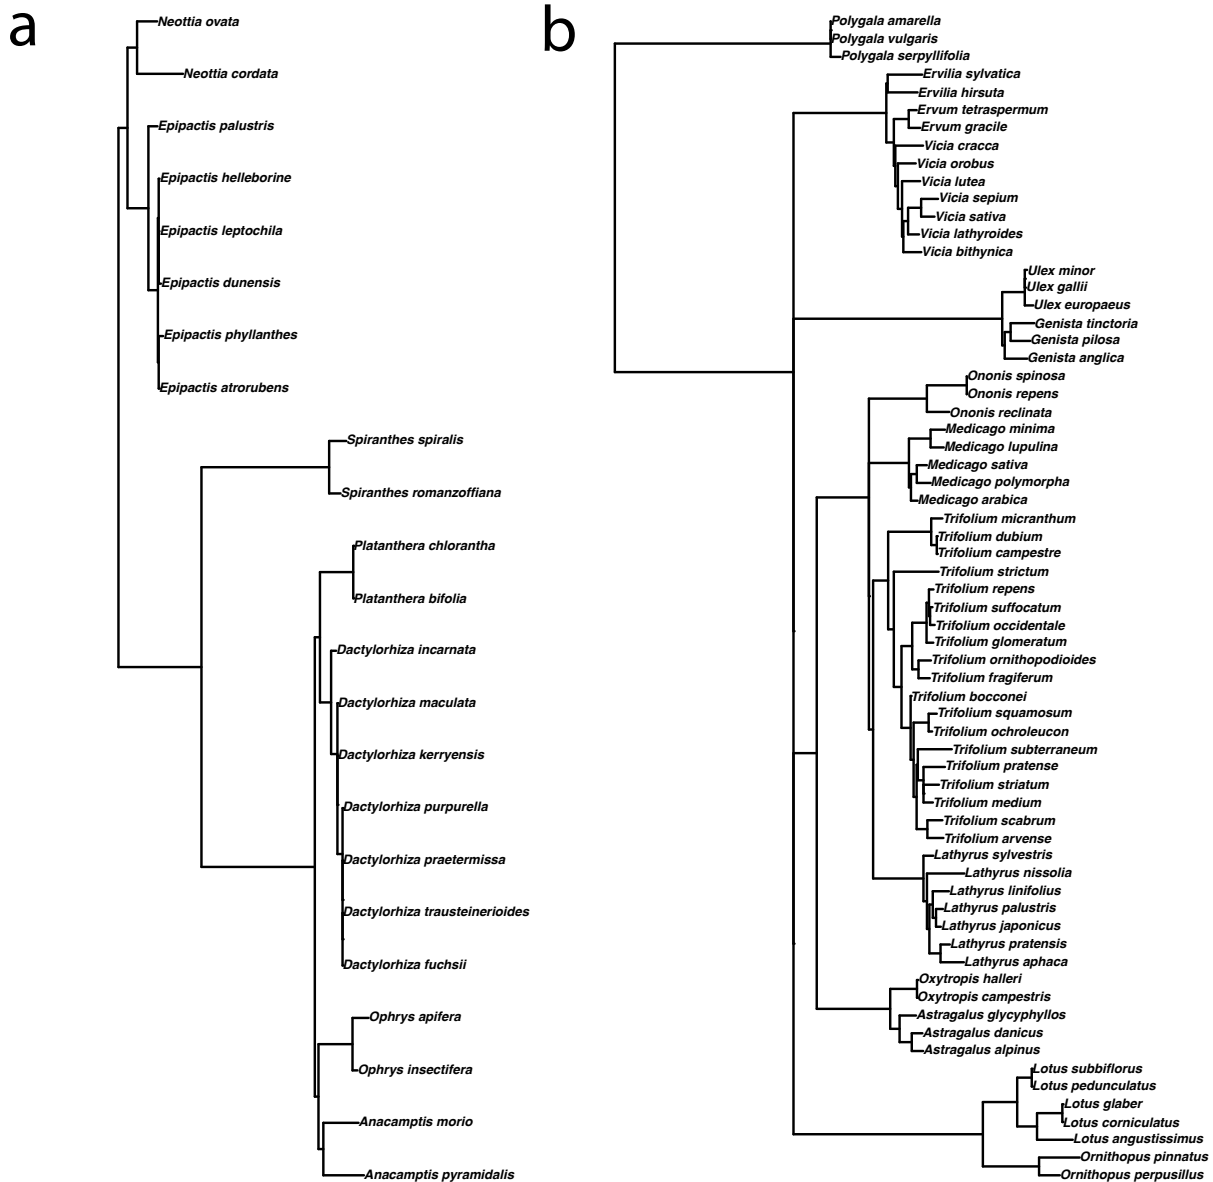 a
Neottia ovata
Neottia cordata
Epipactis palustris
Epipactis helleborine
Epipactis leptochila
Epipactis dunensis
Epipactis phyllanthes
Epipactis atrorubens
Spiranthes spiralis
Spiranthes romanzoffiana
Platanthera chlorantha
Platanthera bifolia
Dactylorhiza incarnata
Dactylorhiza maculata
Dactylorhiza kerryensis
Dactylorhiza purpurella
Dactylorhiza praetermissa
Dactylorhiza trausteinerioides
Dactylorhiza fuchsii
Ophrys apifera
Ophrys insectifera
Anacamptis morio
Anacamptis pyramidalis
b
Polygala amarella
Polygala vulgaris
Polygala serpyllifolia
Ervilia sylvatica
Ervilia hirsuta
Ervum tetraspermum
Ervum gracile
Vicia cracca
Vicia orobus
Vicia lutea
Vicia sepium
Vicia sativa
Vicia lathyroides
Vicia bithynica
Ulex minor
Ulex gallii
Ulex europaeus
Genista tinctoria
Genista pilosa
Genista anglica
Ononis spinosa
Ononis repens
Ononis reclinata
Medicago minima
Medicago lupulina
Medicago sativa
Medicago polymorpha
Medicago arabica
Trifolium micranthum
Trifolium dubium
Trifolium campestre
Trifolium strictum
Trifolium repens
Trifolium suffocatum
Trifolium occidentale
Trifolium glomeratum
Trifolium ornithopodioides
Trifolium fragiferum
Trifolium bocconei
Trifolium squamosum
Trifolium ochroleucon
Trifolium subterraneum
Trifolium pratense
Trifolium striatum
Trifolium medium
Trifolium scabrum
Trifolium arvense
Lathyrus sylvestris
Lathyrus nissolia
Lathyrus linifolius
Lathyrus palustris
Lathyrus japonicus
Lathyrus pratensis
Lathyrus aphaca
Oxytropis halleri
Oxytropis campestris
Astragalus glycyphyllos
Astragalus danicus
Astragalus alpinus
Lotus subbiflorus
Lotus pedunculatus
Lotus glaber
Lotus corniculatus
Lotus angustissimus
Ornithopus pinnatus
Ornithopus perpusillus